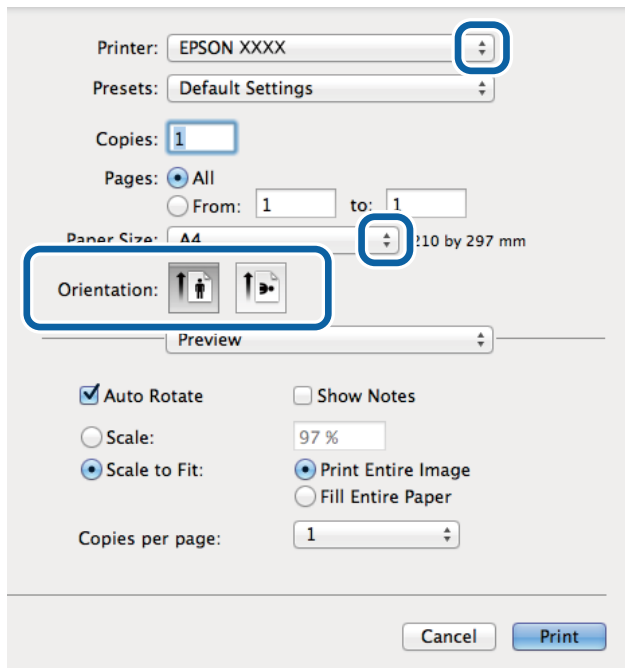 Printer: EPSON XXXX
Presets: Default Settings
Copies: 1
Pages: All
From: 1 to: 1
Paper Size: A4 210 by 297 mm
Orientation:
Preview
Auto Rotate Show Notes
Scale: 97 %
Scale to Fit: Print Entire Image
Fill Entire Paper
Copies per page: 1
Cancel Print